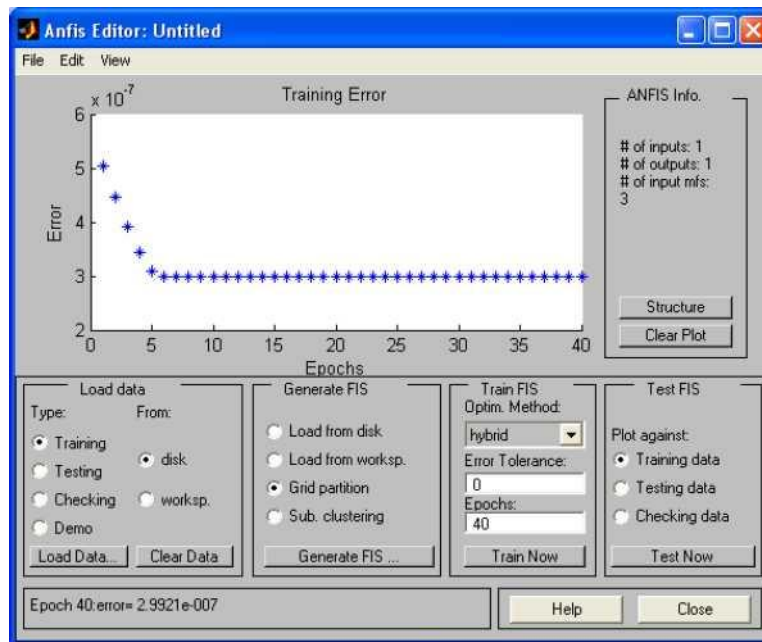 Anfis Editor: Untitled
File Edit View
x 10-7
Training Error
6
5
4
3
2
Error
0 5 10 15 20 25 30 35 40
Epochs
ANFIS Info.
# of inputs: 1
# of outputs: 1
# of input mfs:
3
Structure
Clear Plot
Load data
Type: From:
Training
Testing
Checking
Demo
disk
worksp.
Load Data... Clear Data
Generate FIS
Load from disk
Load from worksp.
Grid partition
Sub. clustering
Generate FIS ...
Train FIS
Optim. Method:
hybrid
Error Tolerance:
0
Epochs:
40
Train Now
Test FIS
Plot against:
Training data
Testing data
Checking data
Test Now
Epoch 40:error= 2.9921e-007
Help Close